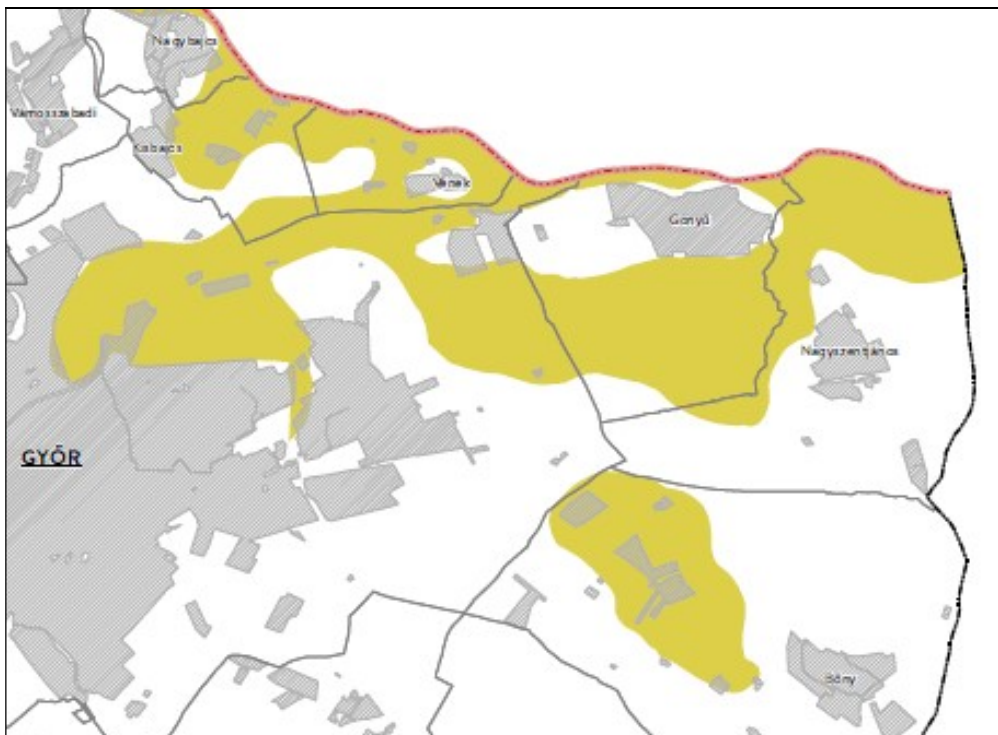 Nagybajcs
Vámosszabadi
Kisbajcs
Vének
Gönyű
Nagyszentjános
GYŐR
Bőny